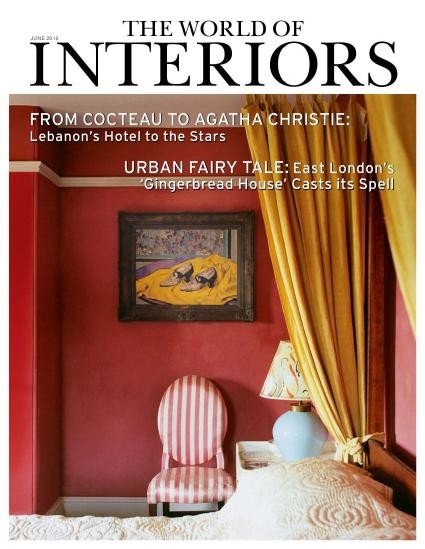 THE WORLD OF
JUNE 2015
INTERIORS
FROM COCTEAU TO AGATHA CHRISTIE:
Lebanon's Hotel to the Stars
URBAN FAIRY TALE: East London's
'Gingerbread House' Casts its Spell